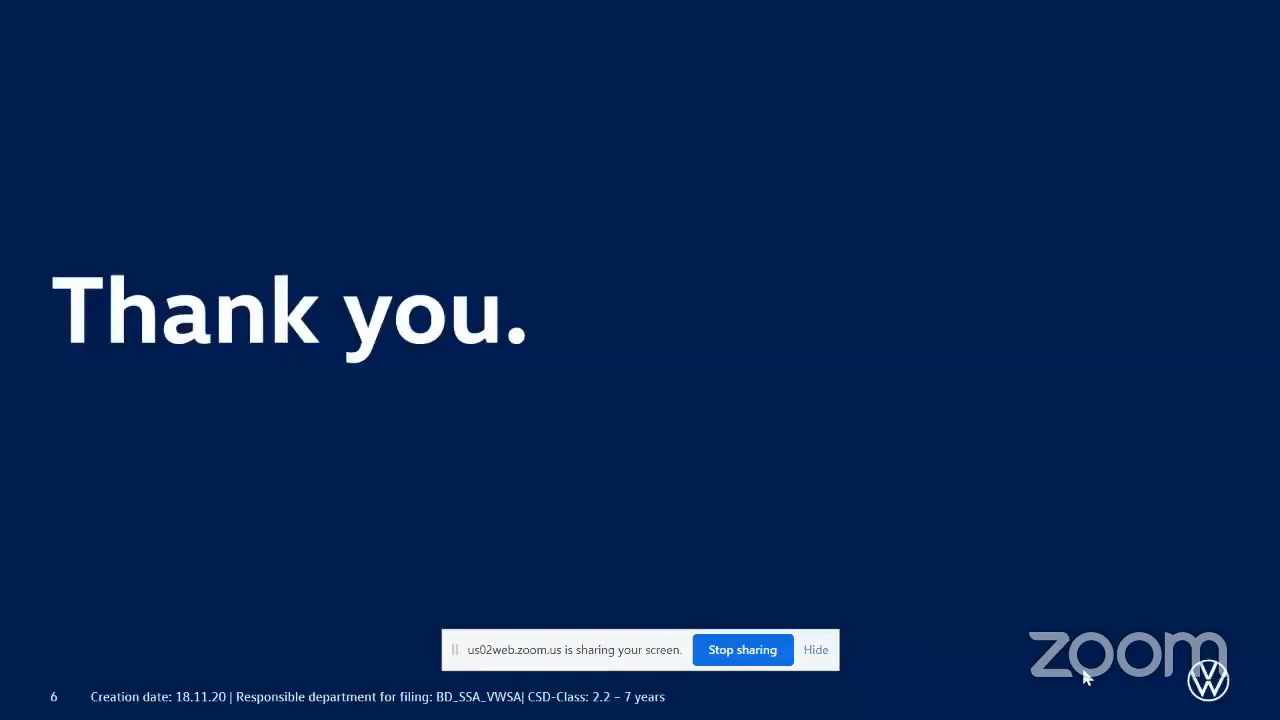 Thank you.
us02web.zoom.us is sharing your screen. Stop sharing Hide
zoom
6 Creation date: 18.11.20 | Responsible department for filing: BD_SSA_VWSA| CSD-Class: 2.2 – 7 years